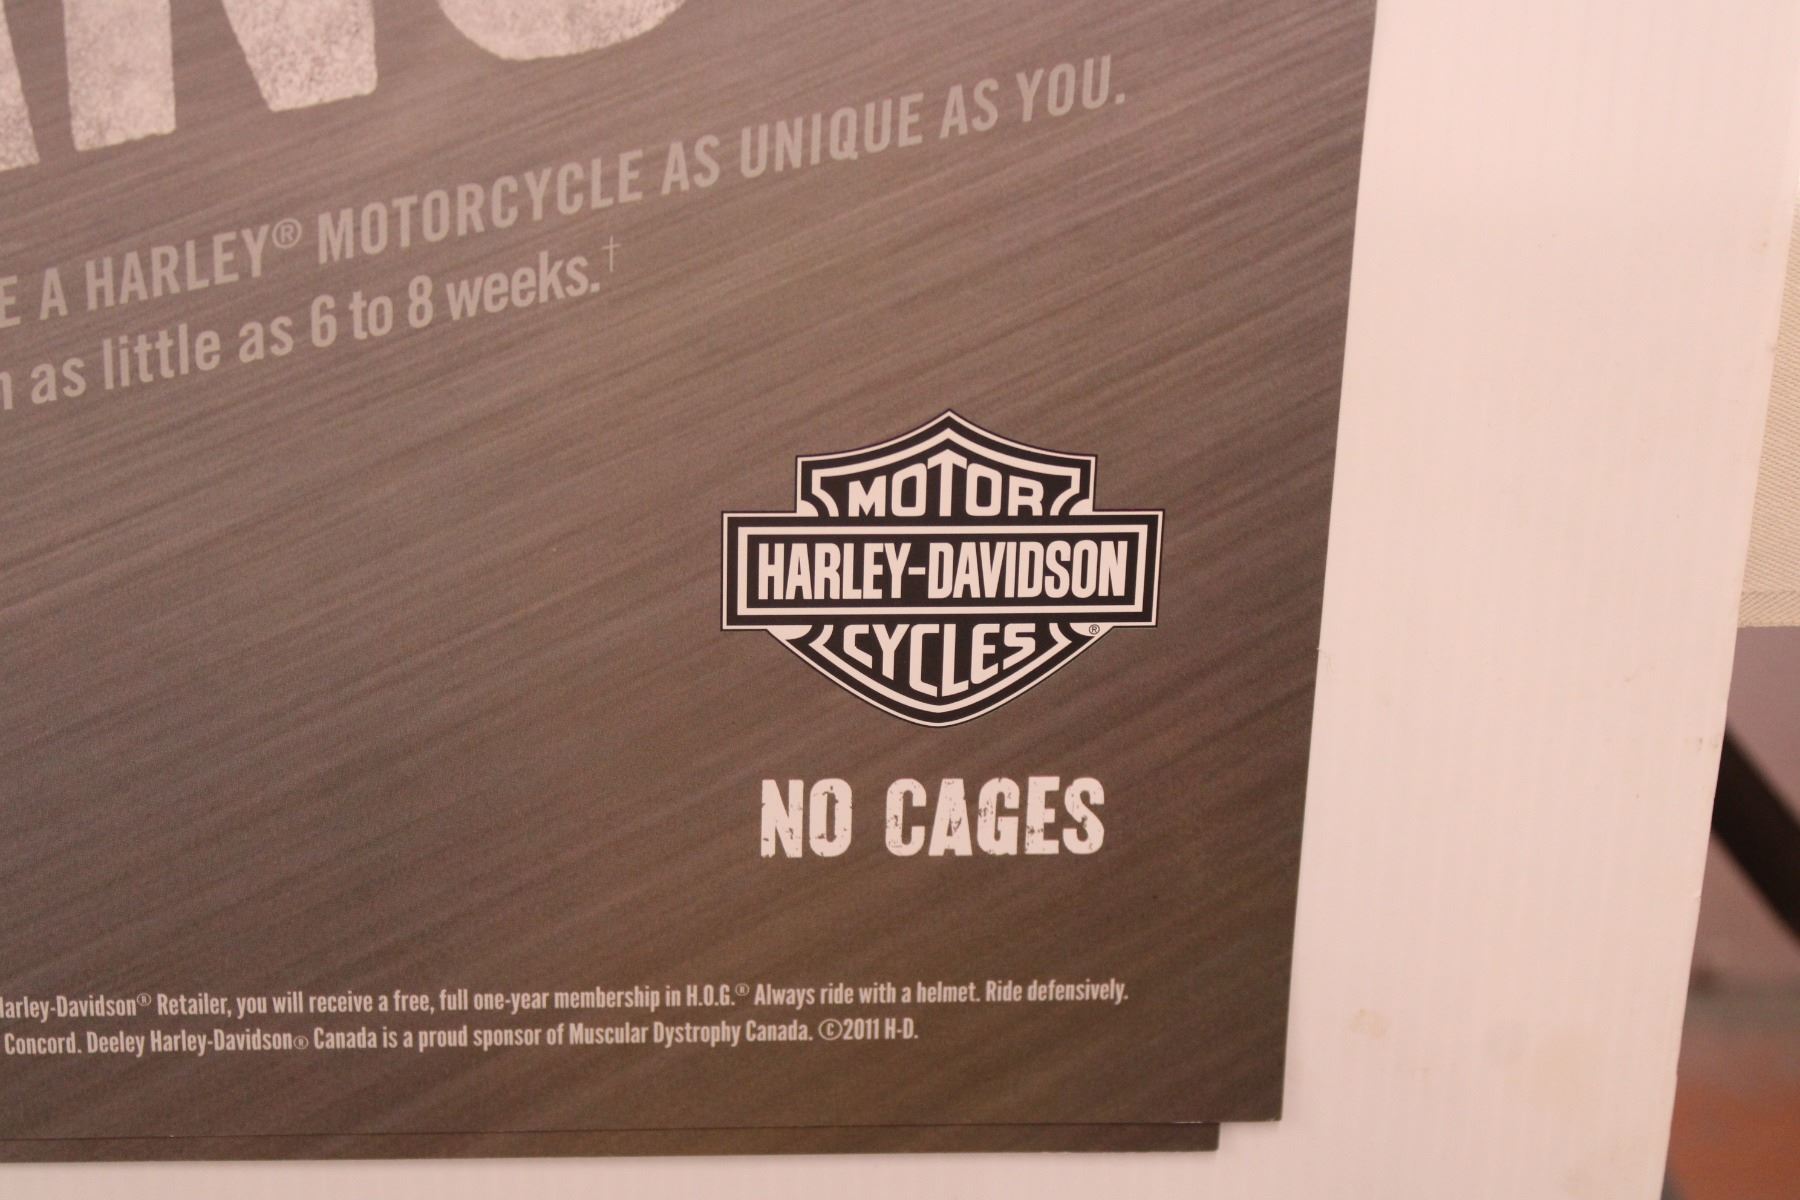 A HARLEY® MOTORCYCLE AS UNIQUE AS YOU.
as little as 6 to 8 weeks.†
MOTOR
HARLEY-DAVIDSON
CYCLES ®
NO CAGES
Harley-Davidson® Retailer, you will receive a free, full one-year membership in H.O.G.® Always ride with a helmet. Ride defensively.
Concord. Deeley Harley-Davidson® Canada is a proud sponsor of Muscular Dystrophy Canada. ©2011 H-D.